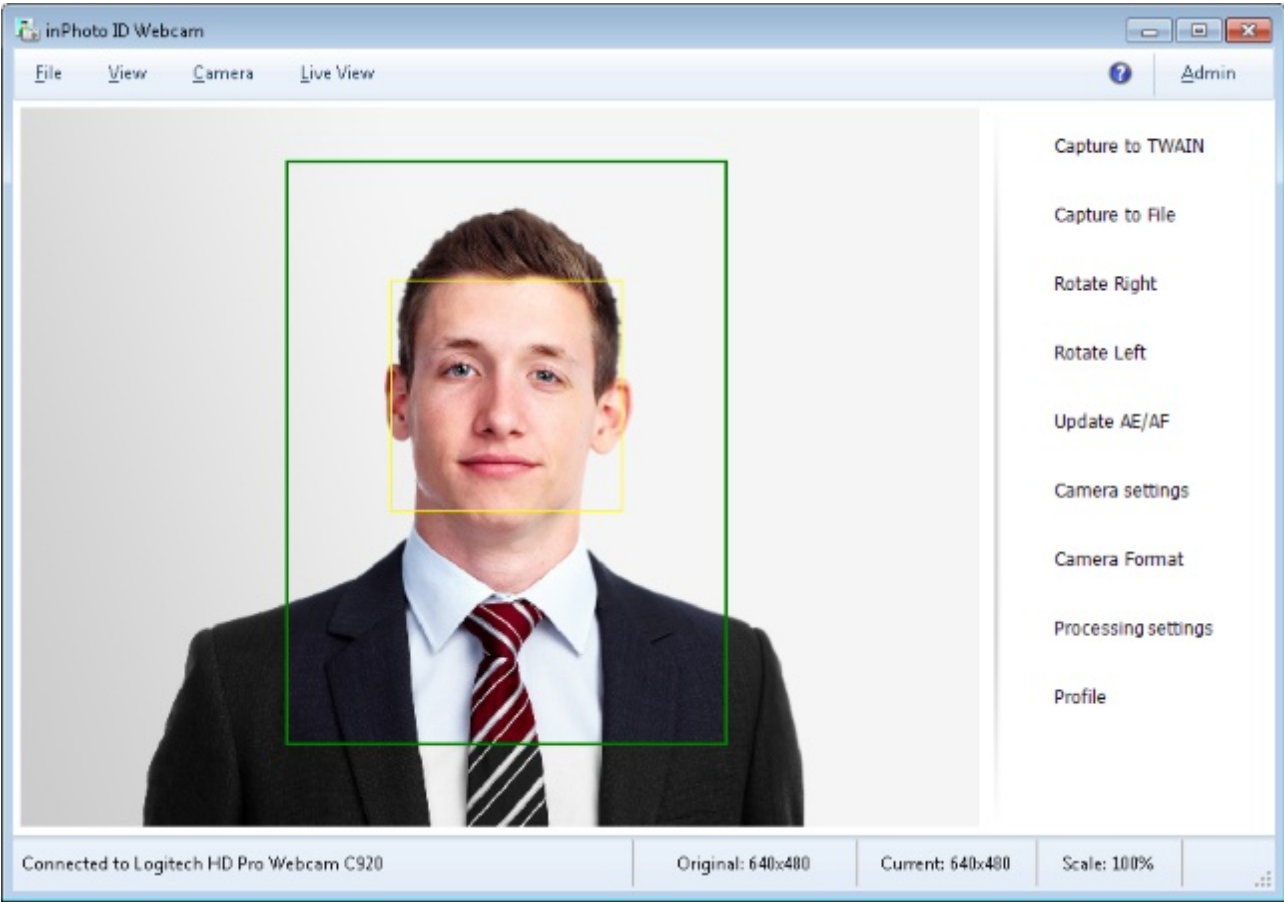 inPhoto ID Webcam
File View Camera Live View Admin
Capture to TWAIN
Capture to File
Rotate Right
Rotate Left
Update AE/AF
Camera settings
Camera Format
Processing settings
Profile
Connected to Logitech HD Pro Webcam C920 Original: 640x480 Current: 640x480 Scale: 100%